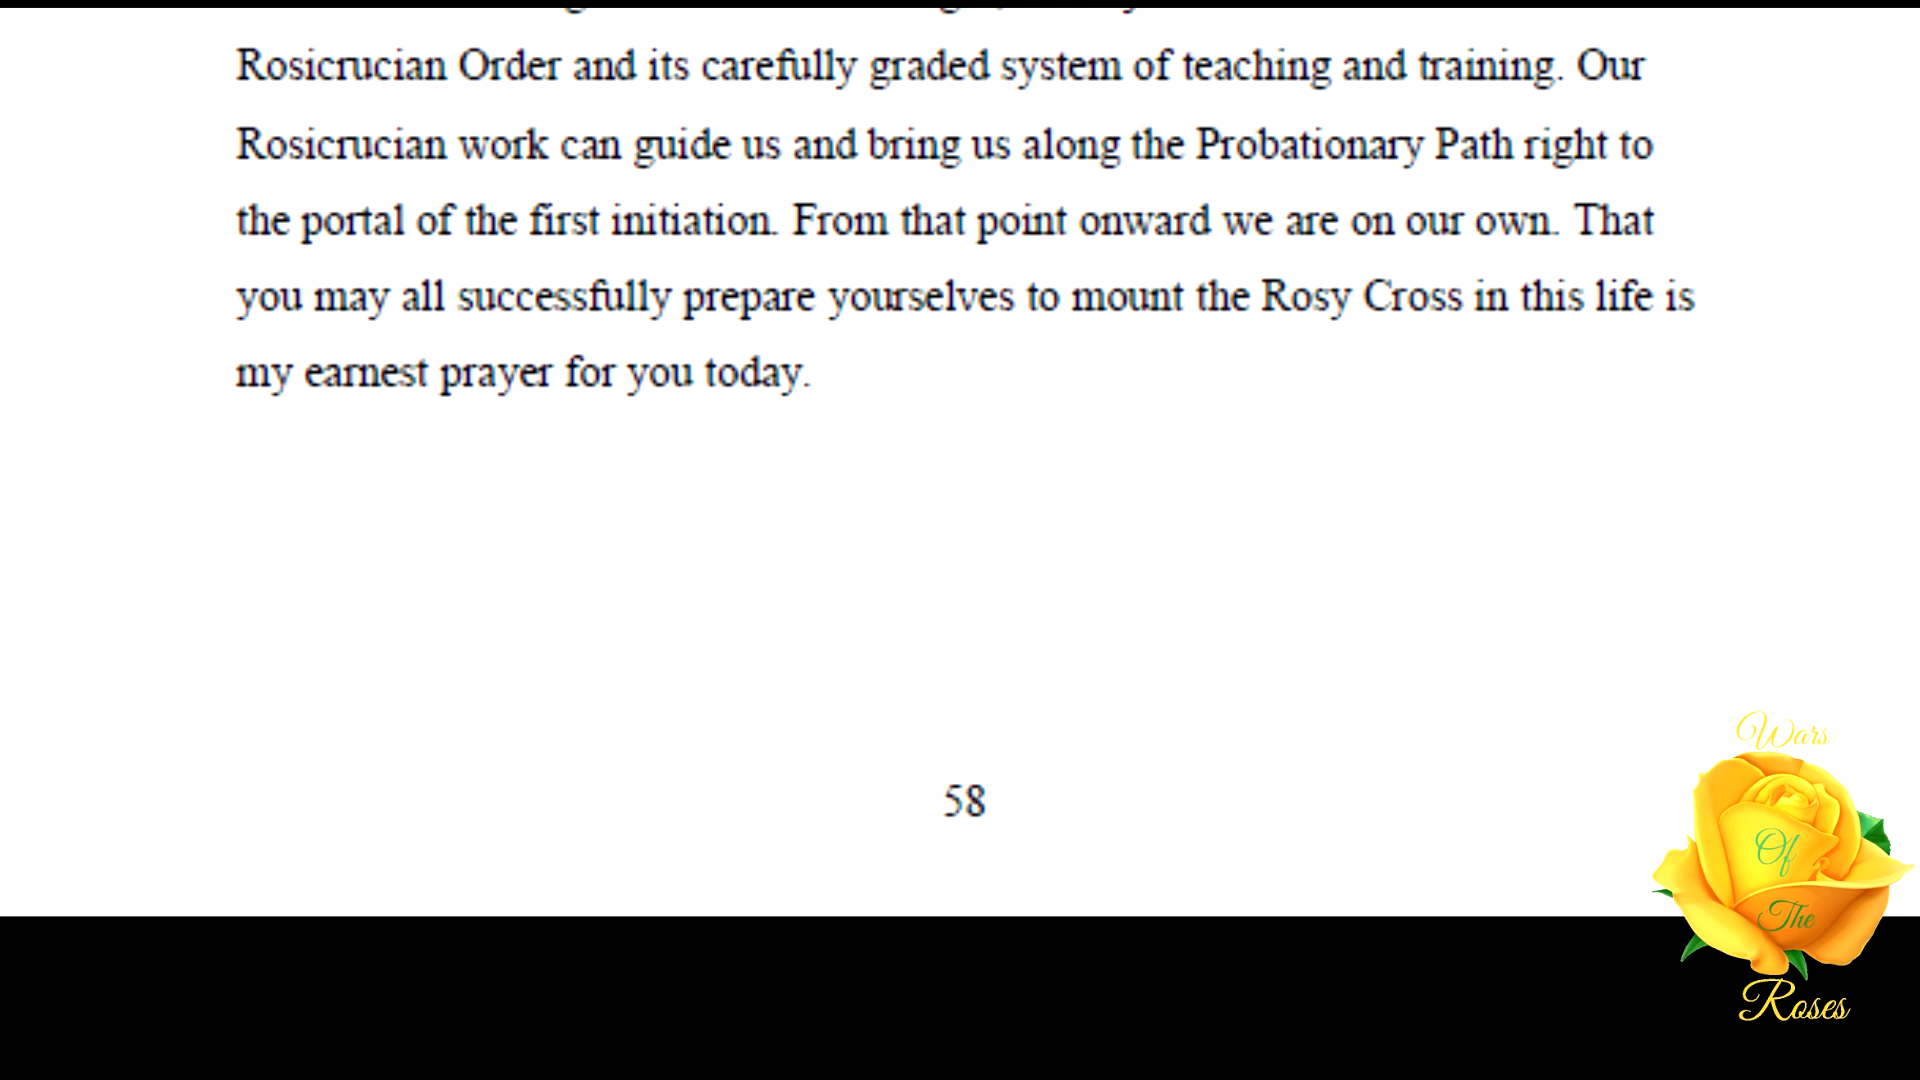 Rosicrucian Order and its carefully graded system of teaching and training. Our
Rosicrucian work can guide us and bring us along the Probationary Path right to
the portal of the first initiation. From that point onward we are on our own. That
you may all successfully prepare yourselves to mount the Rosy Cross in this life is
my earnest prayer for you today.
58
Wars
Of
The
Roses